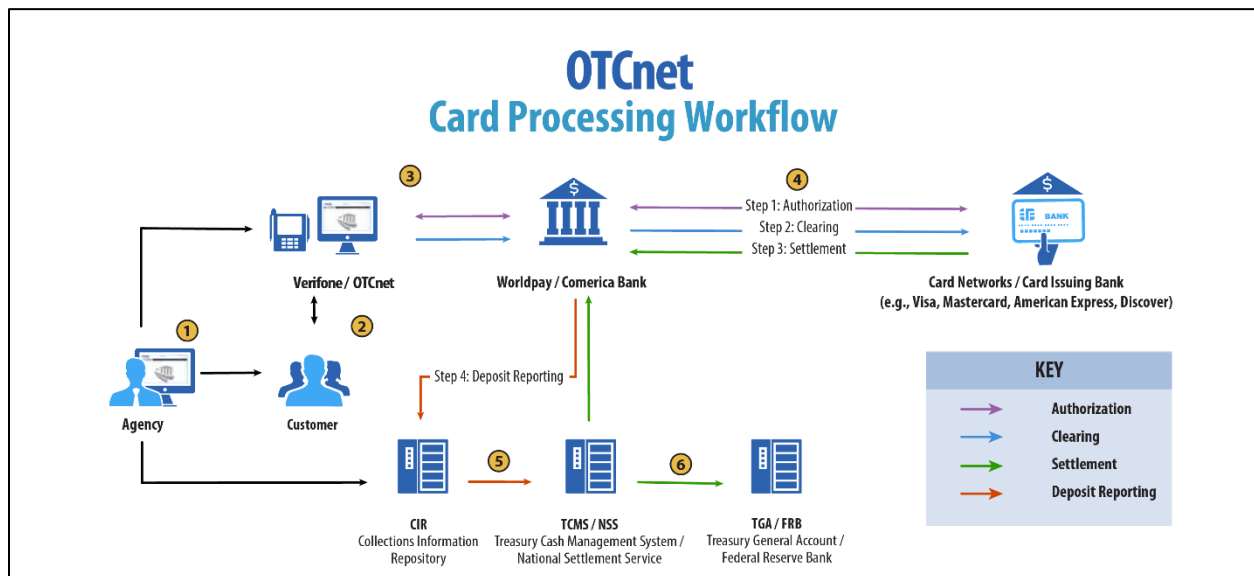 OTCnet
Card Processing Workflow
3
4
Step 1: Authorization
Step 2: Clearing
Step 3: Settlement
$
$
BANK
Verifone / OTCnet
Worldpay / Comerica Bank
Card Networks / Card Issuing Bank
(e.g., Visa, Mastercard, American Express, Discover)
1
2
Step 4: Deposit Reporting
Agency
Customer
KEY
Authorization
Clearing
Settlement
Deposit Reporting
5
6
CIR
Collections Information
Repository
TCMS / NSS
Treasury Cash Management System /
National Settlement Service
TGA / FRB
Treasury General Account /
Federal Reserve Bank